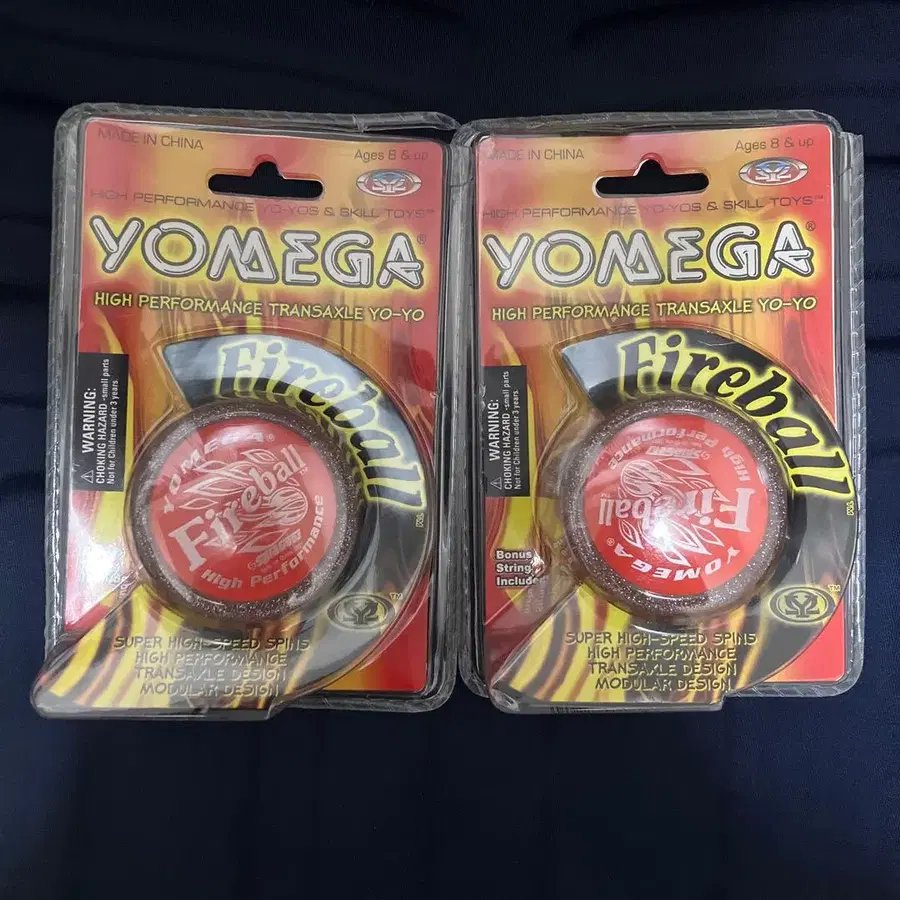 MADE IN CHINA
Ages 8 & up
HIGH PERFORMANCE YO-YOS & SKILL TOYS™
YOMEGA®
HIGH PERFORMANCE TRANSAXLE YO-YO
Fireball
TM
WARNING:
CHOKING HAZARD -small parts
Not for Children under 3 years
YOMEGA®
Fireball
High Performance
TM
SUPER HIGH-SPEED SPINS
HIGH PERFORMANCE
TRANSAXLE DESIGN
MODULAR DESIGN
MADE IN CHINA
Ages 8 & up
HIGH PERFORMANCE YO-YOS & SKILL TOYS™
YOMEGA®
HIGH PERFORMANCE TRANSAXLE YO-YO
Fireball
TM
WARNING:
CHOKING HAZARD -small parts
Not for Children under 3 years
High Performance
Fireball
YOMEGA®
Bonus
String
Included
TM
SUPER HIGH-SPEED SPINS
HIGH PERFORMANCE
TRANSAXLE DESIGN
MODULAR DESIGN